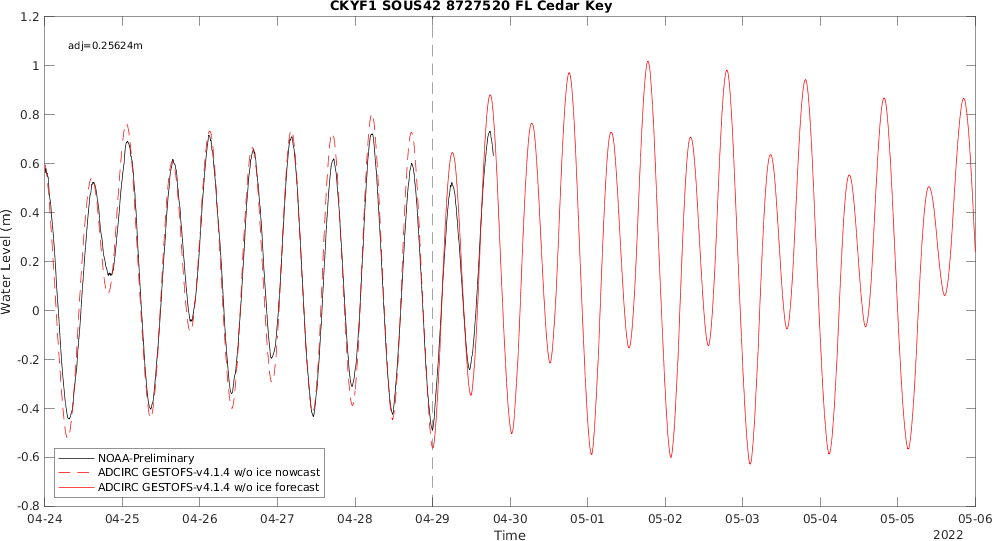 CKYF1 SOUS42 8727520 FL Cedar Key
1.2
1
0.8
0.6
0.4
0.2
0
-0.2
-0.4
-0.6
-0.8
Water Level (m)
adj=0.25624m
NOAA-Preliminary
ADCIRC GESTOFS-v4.1.4 w/o ice nowcast
ADCIRC GESTOFS-v4.1.4 w/o ice forecast
04-24 04-25 04-26 04-27 04-28 04-29 04-30 05-01 05-02 05-03 05-04 05-05 05-06
Time
2022